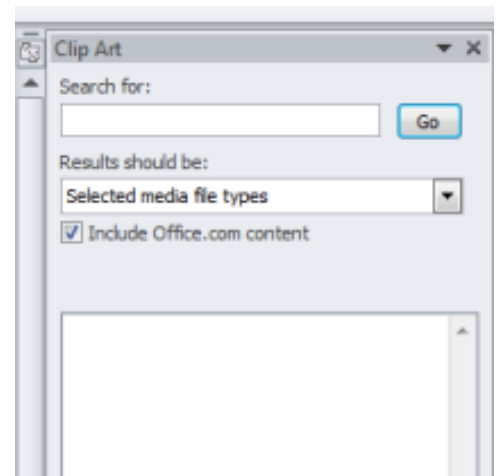 Clip Art
Search for:
Go
Results should be:
Selected media file types
Include Office.com content